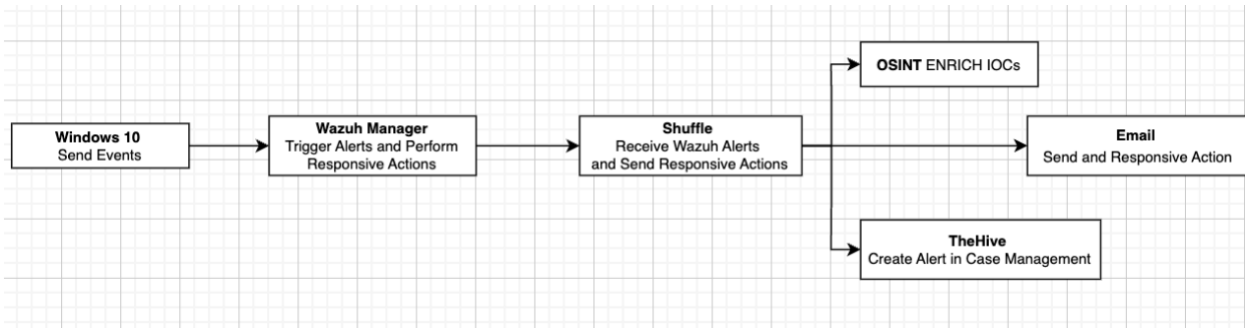 Windows 10
Send Events
Wazuh Manager
Trigger Alerts and Perform
Responsive Actions
Shuffle
Receive Wazuh Alerts
and Send Responsive Actions
OSINT ENRICH IOCs
Email
Send and Responsive Action
TheHive
Create Alert in Case Management